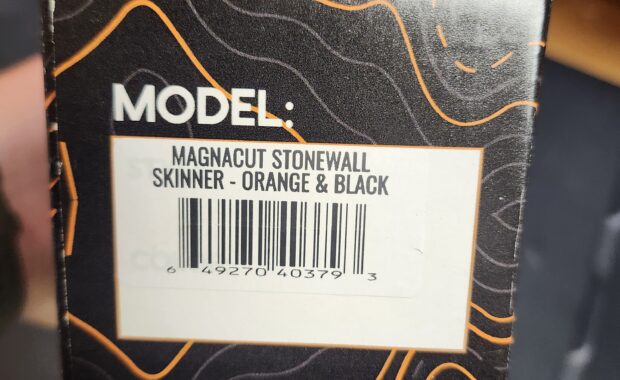 MODEL:
MAGNACUT STONEWALL
SKINNER - ORANGE & BLACK
6 49270 40379 3